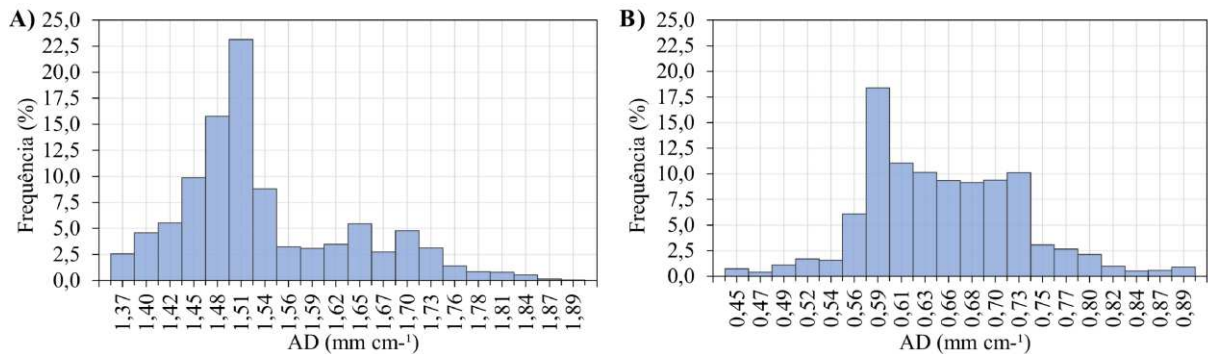 A)
Frequência (%)
25,0
22,5
20,0
17,5
15,0
12,5
10,0
7,5
5,0
2,5
0,0
1,37 1,40 1,42 1,45 1,48 1,51 1,54 1,56 1,59 1,62 1,65 1,67 1,70 1,73 1,76 1,78 1,81 1,84 1,87 1,89
AD (mm cm-¹)
B)
Frequência (%)
25,0
22,5
20,0
17,5
15,0
12,5
10,0
7,5
5,0
2,5
0,0
0,45 0,47 0,49 0,52 0,54 0,56 0,59 0,61 0,63 0,66 0,68 0,70 0,73 0,75 0,77 0,80 0,82 0,84 0,87 0,89
AD (mm cm-¹)